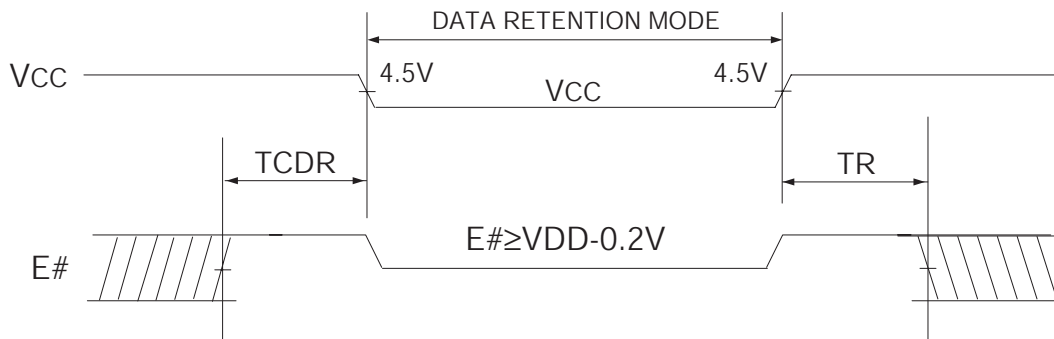 DATA RETENTION MODE
VCC
4.5V
VCC
4.5V
TCDR
TR
E#
E#≥VDD-0.2V